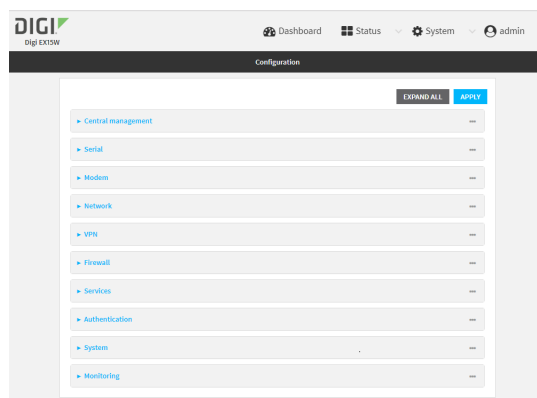 DIGI
Digi EX15W
Dashboard
Status
System
admin
Configuration
EXPAND ALL
APPLY
Central management
Serial
Modem
Network
VPN
Firewall
Services
Authentication
System
Monitoring